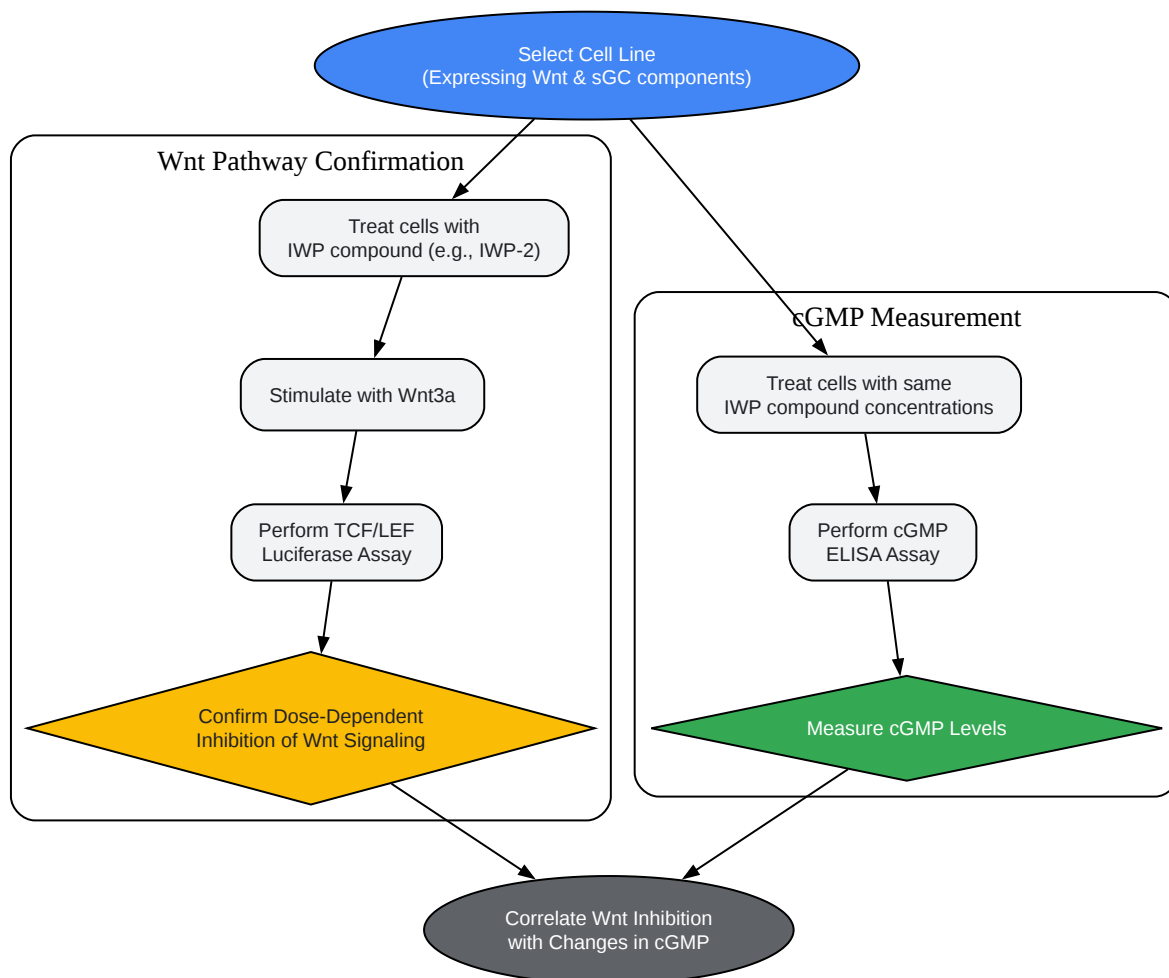 Select Cell Line
(Expressing Wnt & sGC components)
Wnt Pathway Confirmation
Treat cells with
IWP compound (e.g., IWP-2)
Stimulate with Wnt3a
Perform TCF/LEF
Luciferase Assay
Confirm Dose-Dependent
Inhibition of Wnt Signaling
cGMP Measurement
Treat cells with same
IWP compound concentrations
Perform cGMP
ELISA Assay
Measure cGMP Levels
Correlate Wnt Inhibition
with Changes in cGMP